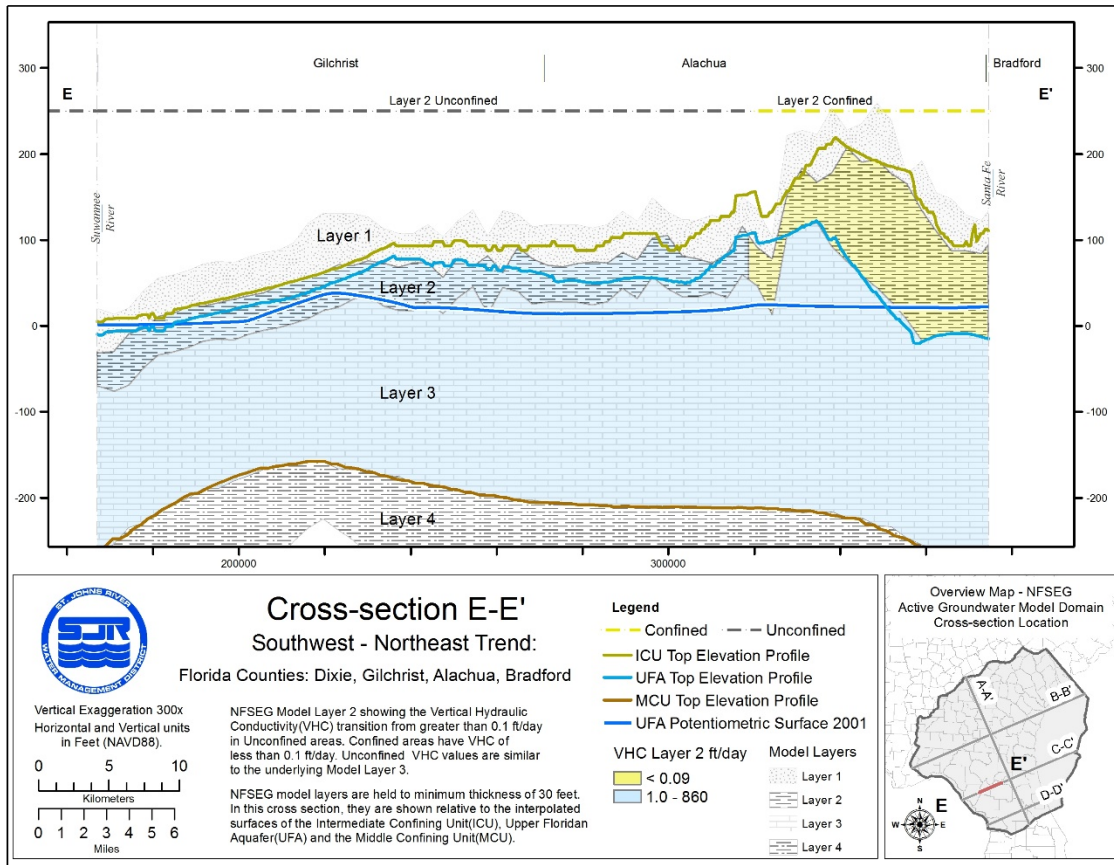 Gilchrist
Alachua
Bradford
300
300
E
Layer 2 Unconfined
Layer 2 Confined
E'
200
200
Suwannee
River
Santa Fe
River
Layer 1
100
100
Layer 2
0
0
Layer 3
-100
-100
-200
-200
Layer 4
200000
300000
ST. JOHNS RIVER
SJR
WATER MANAGEMENT DISTRICT
Vertical Exaggeration 300x
Horizontal and Vertical units
in Feet (NAVD88).
0 5 10
Kilometers
0 1 2 3 4 5 6
Miles
Cross-section E-E'
Southwest - Northeast Trend:
Florida Counties: Dixie, Gilchrist, Alachua, Bradford
NFSEG Model Layer 2 showing the Vertical Hydraulic
Conductivity(VHC) transition from greater than 0.1 ft/day
in Unconfined areas. Confined areas have VHC of
less than 0.1 ft/day. Unconfined VHC values are similar
to the underlying Model Layer 3.
NFSEG model layers are held to minimum thickness of 30 feet.
In this cross section, they are shown relative to the interpolated
surfaces of the Intermediate Confining Unit(ICU), Upper Floridan
Aquafer(UFA) and the Middle Confining Unit(MCU).
Legend
Confined
Unconfined
ICU Top Elevation Profile
UFA Top Elevation Profile
MCU Top Elevation Profile
UFA Potentiometric Surface 2001
VHC Layer 2 ft/day
< 0.09
1.0 - 860
Model Layers
Layer 1
Layer 2
Layer 3
Layer 4
Overview Map - NFSEG
Active Groundwater Model Domain
Cross-section Location
A-A'
B-B'
C-C'
E'
D-D'
E
N
W
E
S